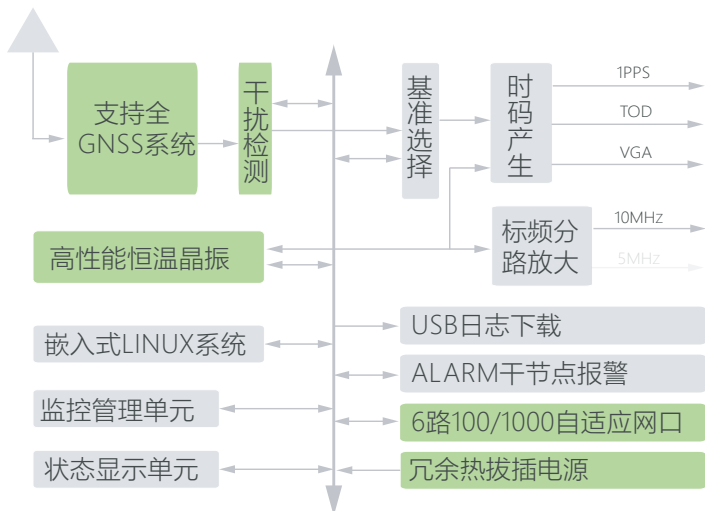 支持全
GNSS系统
干扰检测
基准选择
时码产生
1PPS
TOD
VGA
标频分
路放大
10MHz
5MHz
高性能恒温晶振
嵌入式LINUX系统
监控管理单元
状态显示单元
USB日志下载
ALARM干节点报警
6路100/1000自适应网口
冗余热拔插电源